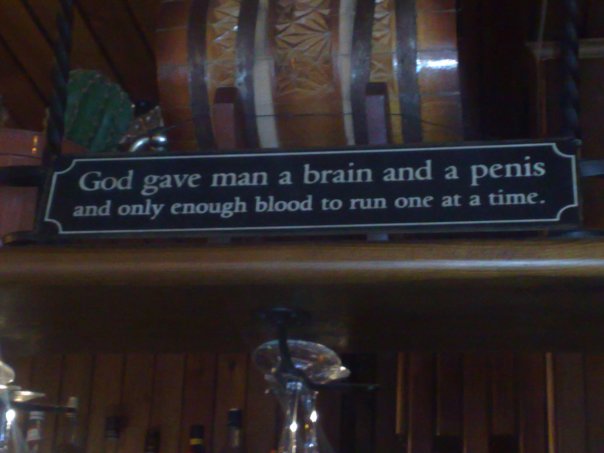 God gave man a brain and a penis
and only enough blood to run one at a time.